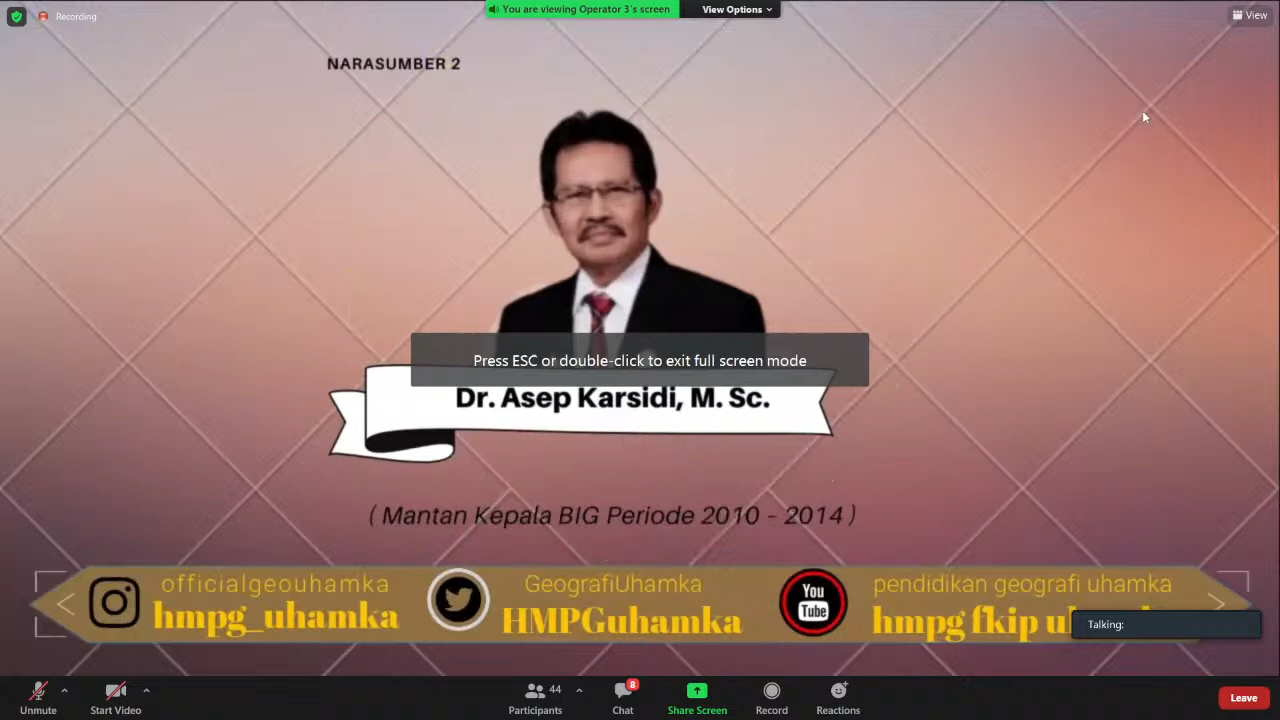 Recording
You are viewing Operator 3's screen
View Options
View
NARASUMBER 2
Press ESC or double-click to exit full screen mode
Dr. Asep Karsidi, M. Sc.
( Mantan Kepala BIG Periode 2010 - 2014 )
officialgeouhamka
hmpg_uhamka
GeografiUhamka
HMPGuhamka
You
Tube
pendidikan geografi uhamka
hmpg fkip
Talking:
Unmute
Start Video
44
Participants
8
Chat
Share Screen
Record
Reactions
Leave